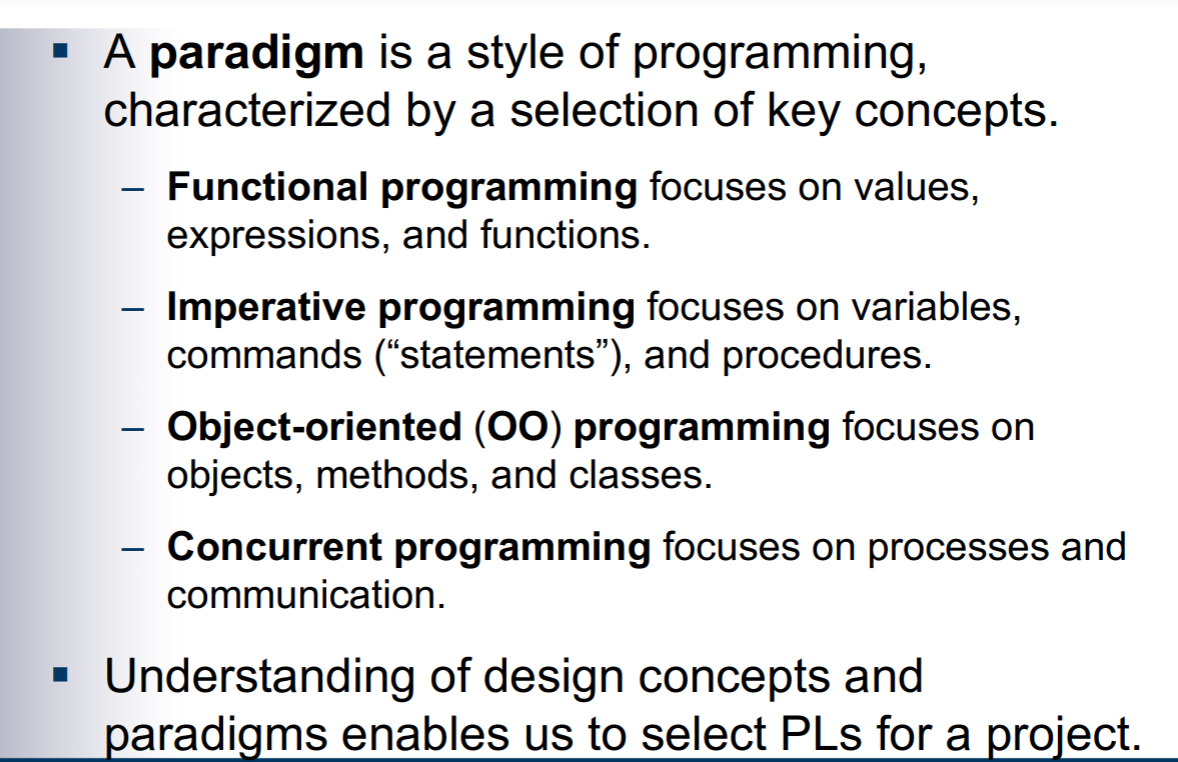 ▪ A paradigm is a style of programming,
characterized by a selection of key concepts.
– Functional programming focuses on values,
expressions, and functions.
– Imperative programming focuses on variables,
commands (“statements”), and procedures.
– Object-oriented (OO) programming focuses on
objects, methods, and classes.
– Concurrent programming focuses on processes and
communication.
▪ Understanding of design concepts and
paradigms enables us to select PLs for a project.